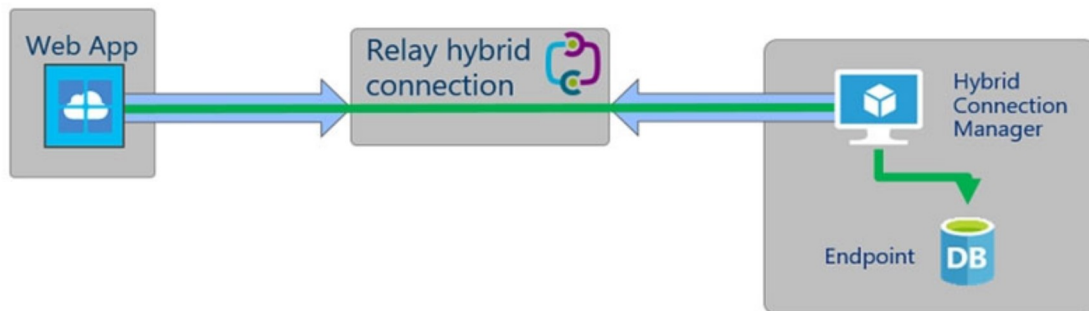 Web App
Relay hybrid
connection
Hybrid
Connection
Manager
Endpoint
DB